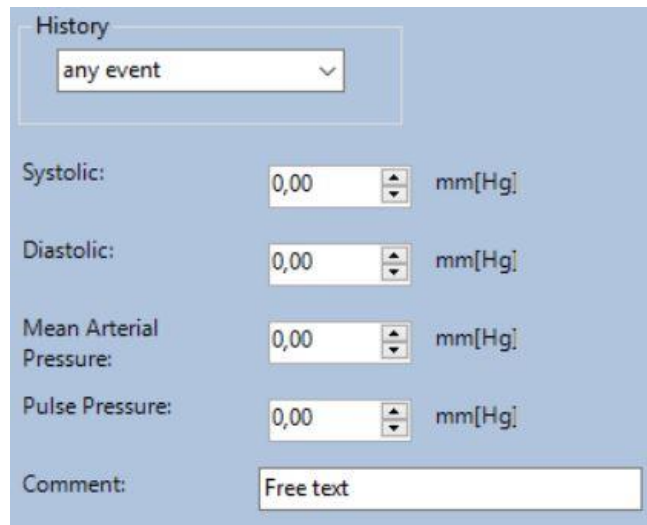 History
any event
Systolic: 0,00 mm[Hg]
Diastolic: 0,00 mm[Hg]
Mean Arterial
Pressure: 0,00 mm[Hg]
Pulse Pressure: 0,00 mm[Hg]
Comment: Free text